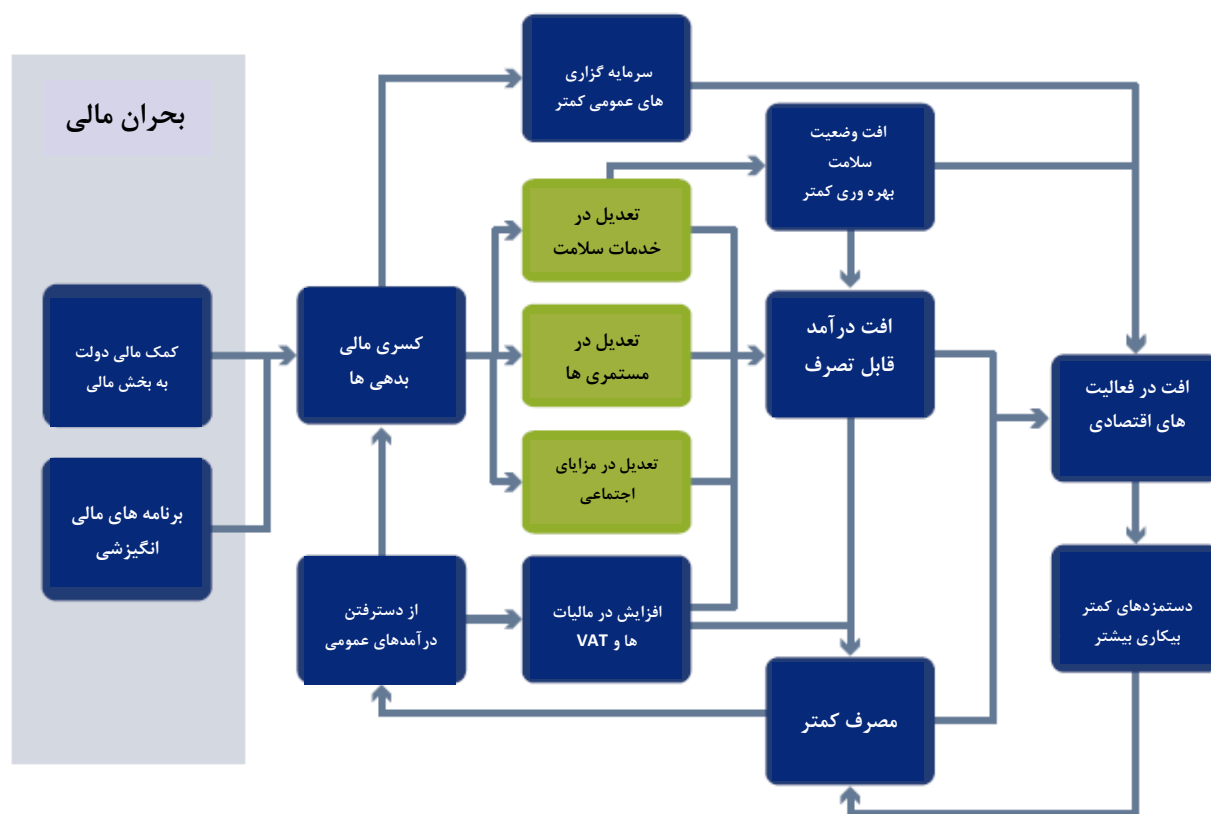 بحران مالی
کمک مالی دولت
به بخش مالی
برنامه های مالی
انگیزشی
کسری مالی
بدهی ها
از دسترفتن
درآمدهای عمومی
سرمایه گزاری
های عمومی کمتر
تعدیل در
خدمات سلامت
تعدیل در
مستمری ها
تعدیل در مزایای
اجتماعی
افزایش در مالیات
ها و VAT
افت وضعیت
سلامت
بهره وری کمتر
افت درآمد
قابل تصرف
مصرف کمتر
افت در فعالیت
های اقتصادی
دستمزدهای کمتر
بیکاری بیشتر